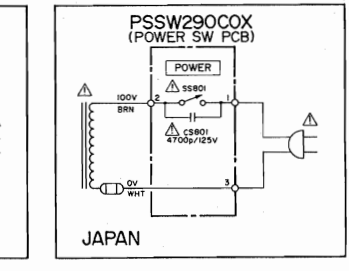 PSSW290COX
(POWER SW PCB)
POWER
SS801
100V
2
1
BRN
CS801
4700p/125V
0V
3
WHT
JAPAN